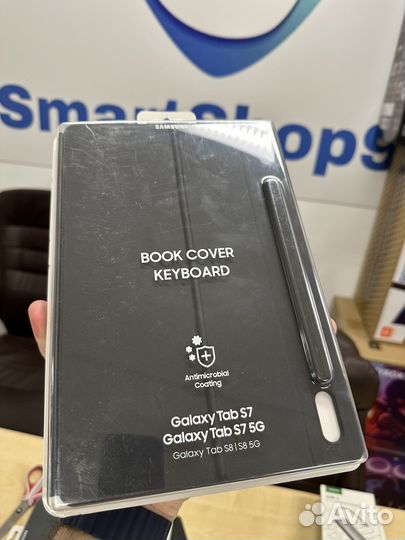 SmartShop9
SAMSUNG
BOOK COVER
KEYBOARD
Antimicrobial
Coating
Galaxy Tab S7
Galaxy Tab S7 5G
Galaxy Tab S8 | S8 5G
Avito